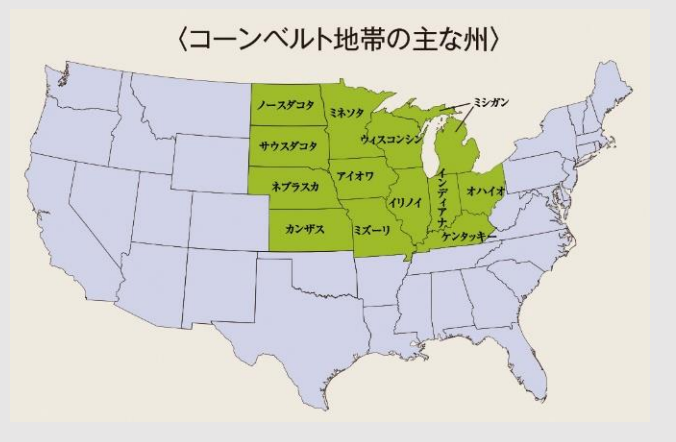 〈コーンベルト地帯の主な州〉
ノースダコタ
ミネソタ
ミシガン
ウィスコンシン
サウスダコタ
アイオワ
ネブラスカ
イリノイ
インディアナ
オハイオ
カンザス
ミズーリ
ケンタッキー